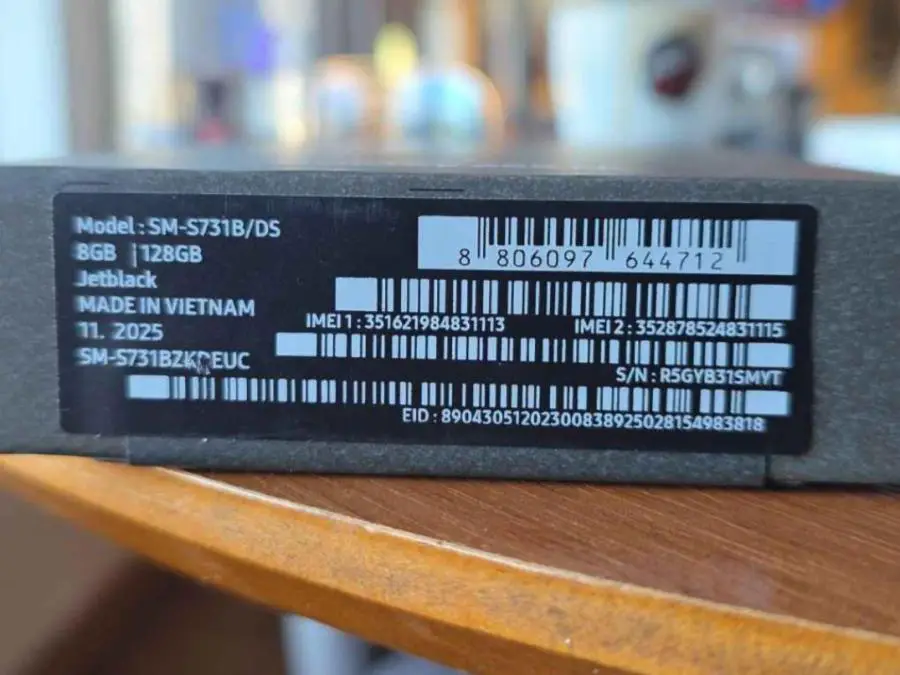 Model : SM-S731B/DS
8GB | 128GB
Jetblack
MADE IN VIETNAM
11. 2025
8 806097 644712
IMEI 1 : 351621984831113
IMEI 2 : 352878524831115
S/N : R5GYB31SMYT
EID : 89043051202300838925028154983818